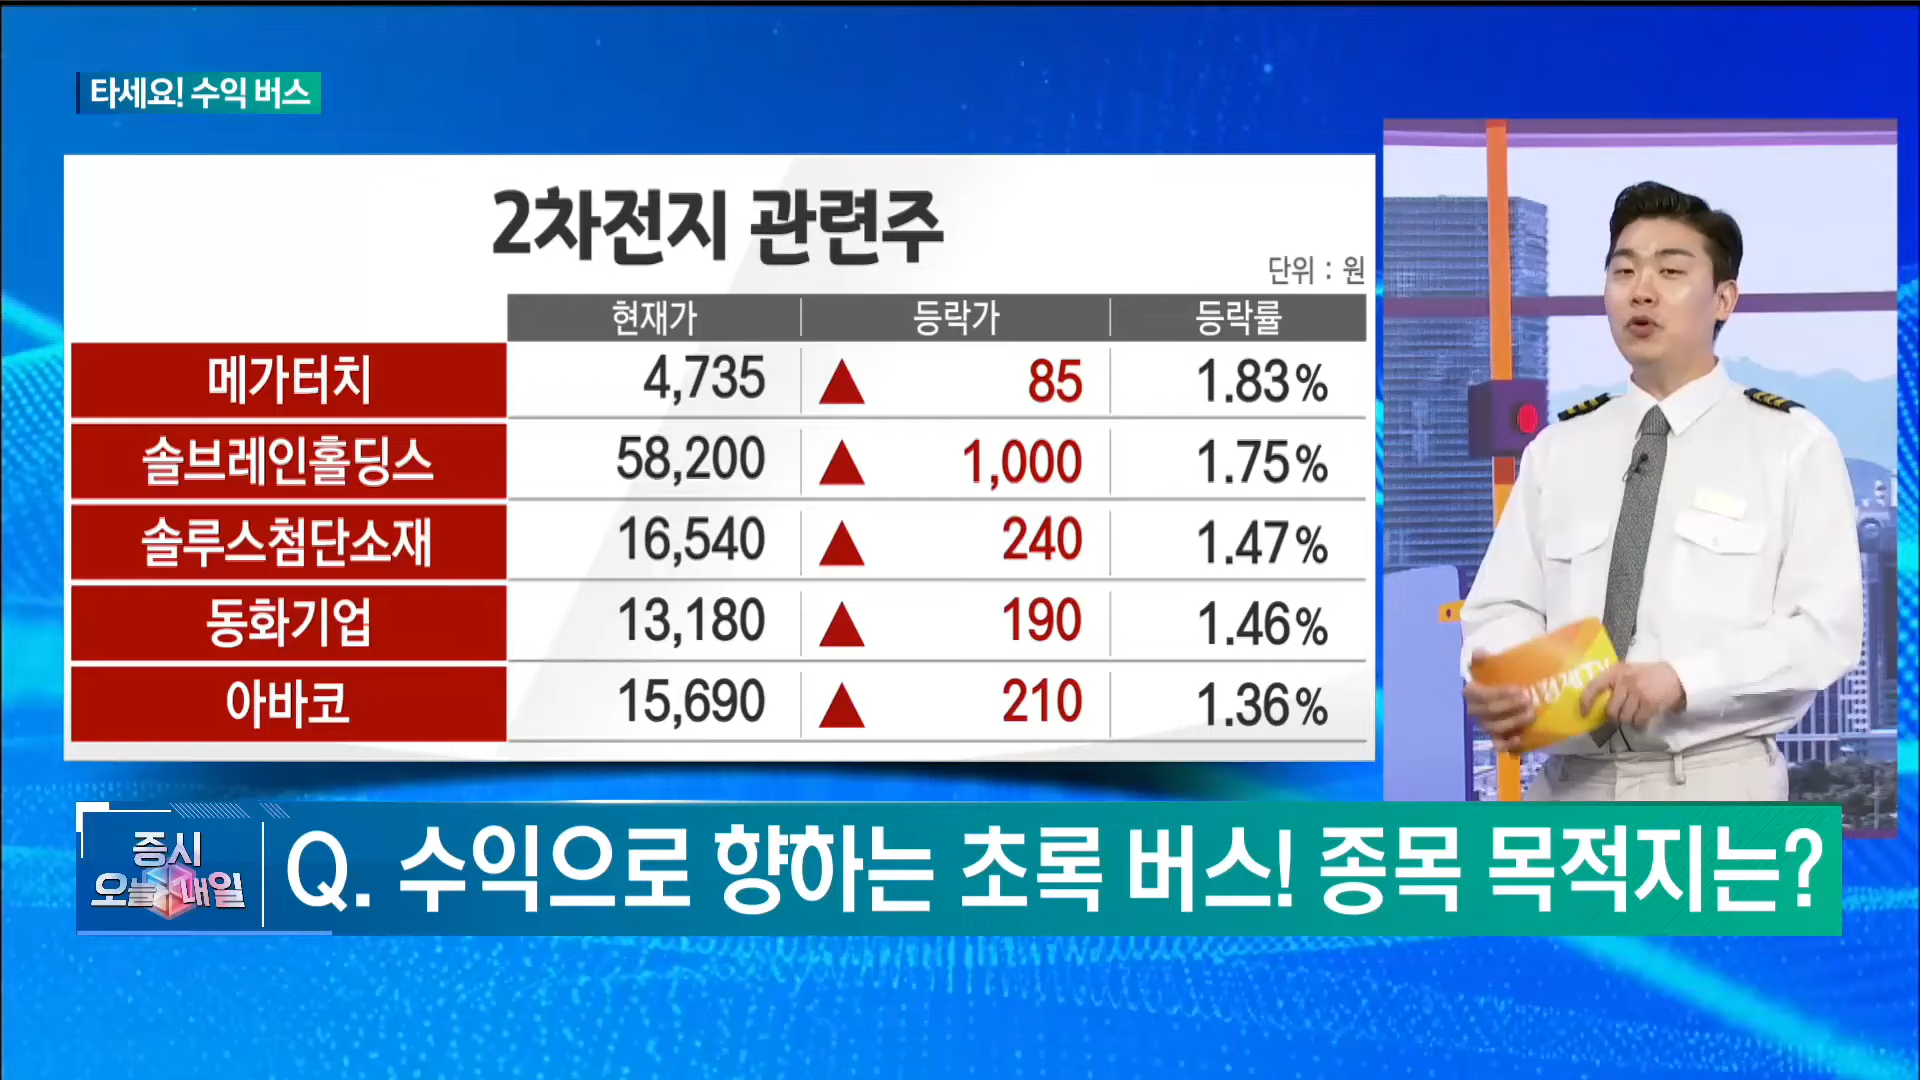 타세요! 수익 버스
2차전지 관련주
단위 : 원
현재가 등락가 등락률
메가터치 4,735 ▲ 85 1.83%
솔브레인홀딩스 58,200 ▲ 1,000 1.75%
솔루스첨단소재 16,540 ▲ 240 1.47%
동화기업 13,180 ▲ 190 1.46%
아바코 15,690 ▲ 210 1.36%
증시
오늘 내일
Q. 수익으로 향하는 초록 버스! 종목 목적지는?